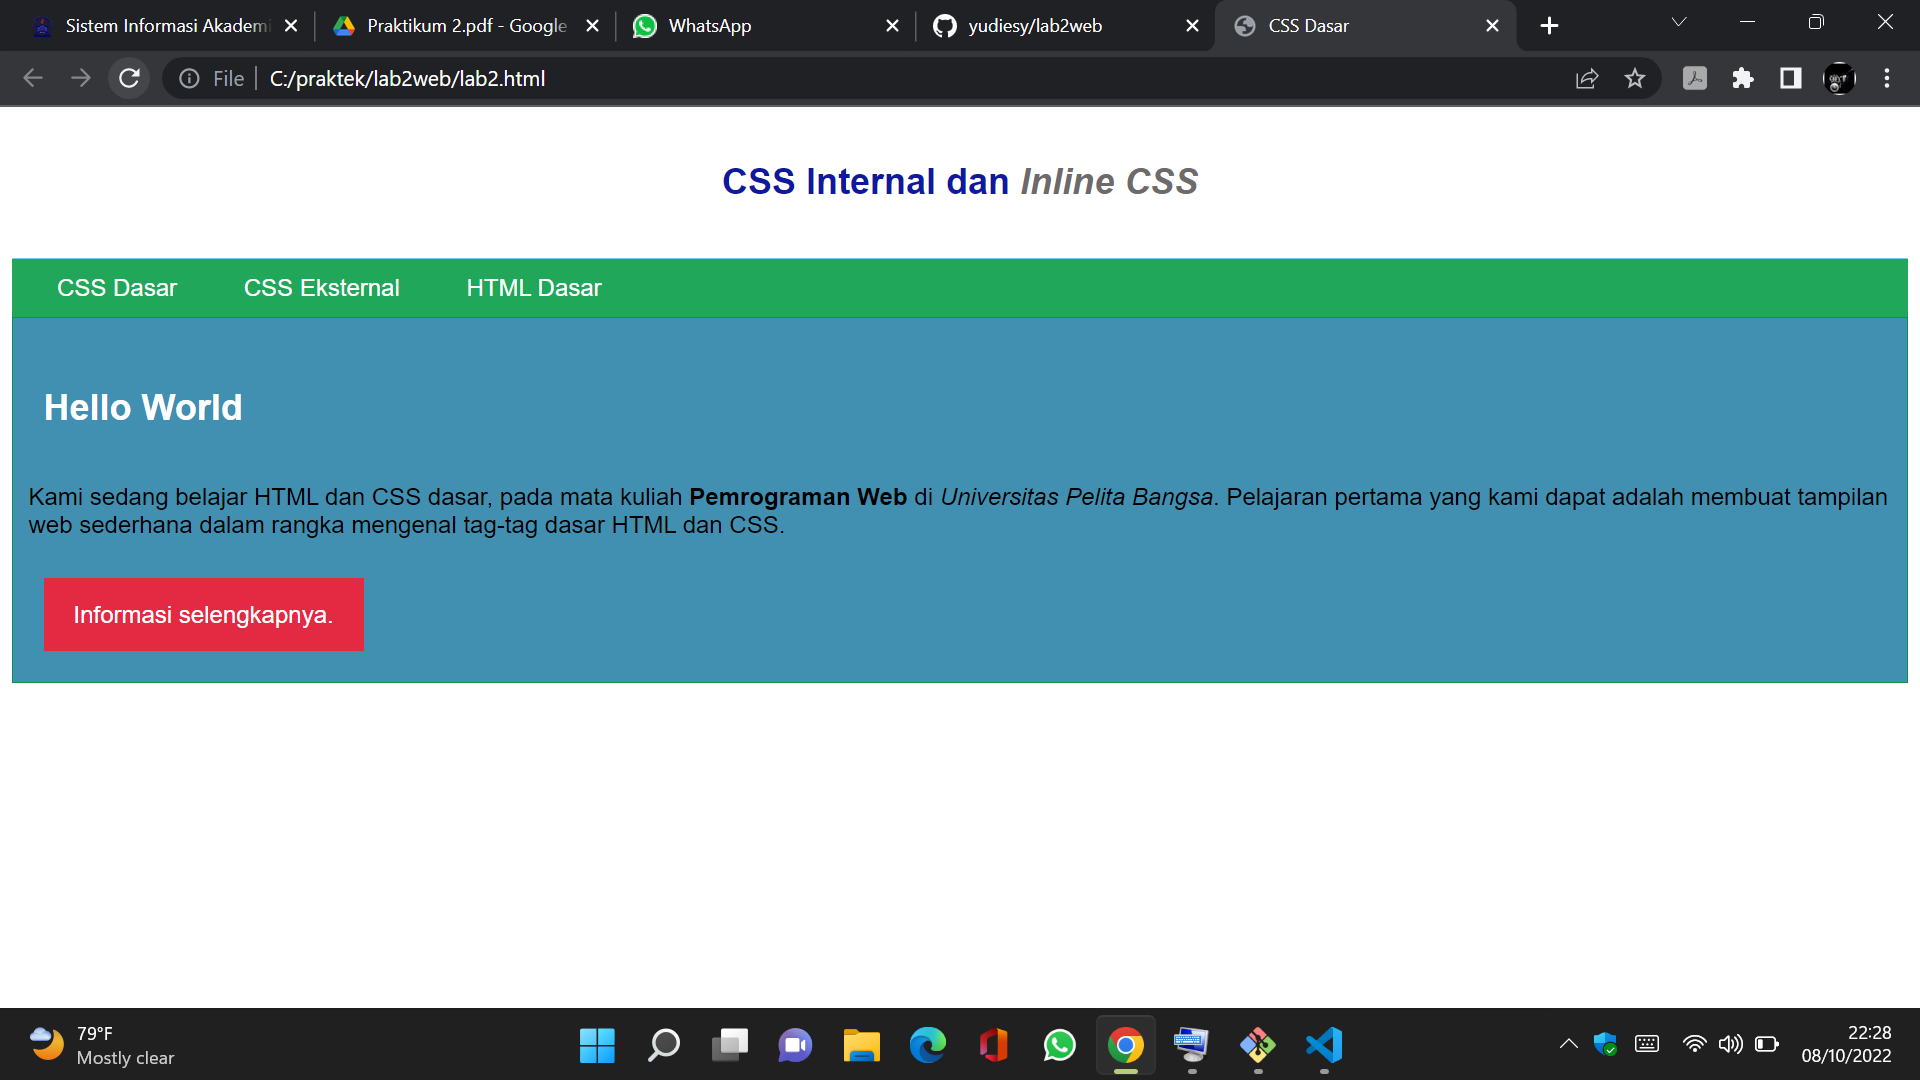 Sistem Informasi Akademi
Praktikum 2.pdf - Google
WhatsApp
yudiesy/lab2web
CSS Dasar
File
C:/praktek/lab2web/lab2.html
CSS Internal dan Inline CSS
CSS Dasar
CSS Eksternal
HTML Dasar
Hello World
Kami sedang belajar HTML dan CSS dasar, pada mata kuliah Pemrograman Web di Universitas Pelita Bangsa. Pelajaran pertama yang kami dapat adalah membuat tampilan
web sederhana dalam rangka mengenal tag-tag dasar HTML dan CSS.
Informasi selengkapnya.
79°F
Mostly clear
22:28
08/10/2022